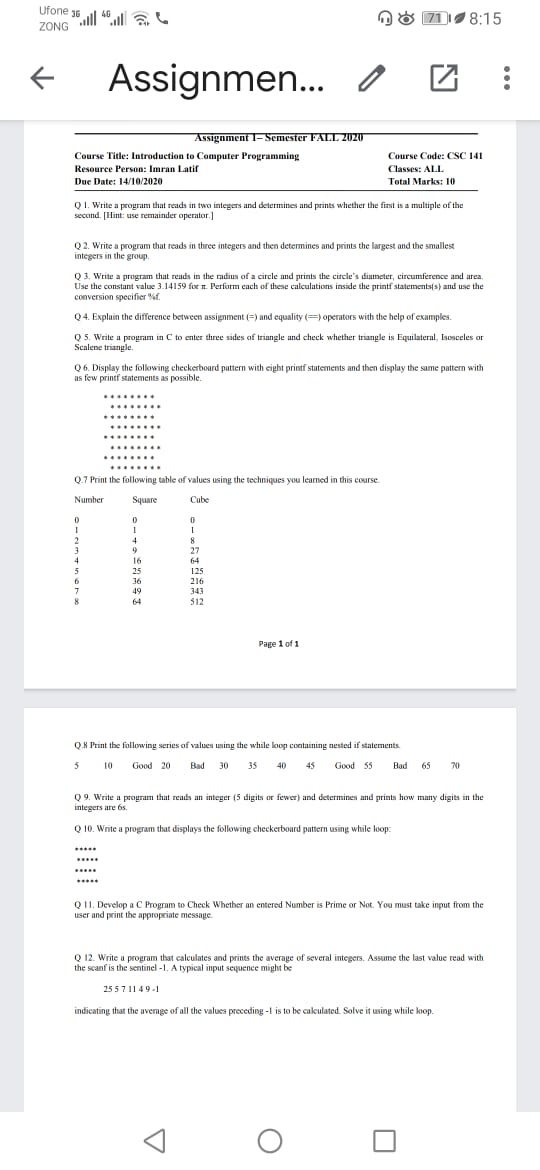 Ufone 3G 4G
ZONG
71 8:15
Assignmen...
Assignment 1– Semester FALL 2020
Course Title: Introduction to Computer Programming Course Code: CSC 141
Resource Person: Imran Latif Classes: ALL
Due Date: 14/10/2020 Total Marks: 10
Q 1. Write a program that reads in two integers and determines and prints whether the first is a multiple of the
second. [Hint: use remainder operator.]
Q 2. Write a program that reads in three integers and then determines and prints the largest and the smallest
integers in the group.
Q 3. Write a program that reads in the radius of a circle and prints the circle's diameter, circumference and area.
Use the constant value 3.14159 for π. Perform each of these calculations inside the printf statements(s) and use the
conversion specifier %f.
Q 4. Explain the difference between assignment (=) and equality (==) operators with the help of examples.
Q 5. Write a program in C to enter three sides of triangle and check whether triangle is Equilateral, Isosceles or
Scalene triangle.
Q 6. Display the following checkerboard pattern with eight printf statements and then display the same pattern with
as few printf statements as possible.
* * * * * * * *
 * * * * * * * *
* * * * * * * *
 * * * * * * * *
* * * * * * * *
 * * * * * * * *
* * * * * * * *
 * * * * * * * *
Q.7 Print the following table of values using the techniques you learned in this course.
Number Square Cube
0 0 0
1 1 1
2 4 8
3 9 27
4 16 64
5 25 125
6 36 216
7 49 343
8 64 512
Page 1 of 1
Q.8 Print the following series of values using the while loop containing nested if statements.
5 10 Good 20 Bad 30 35 40 45 Good 55 Bad 65 70
Q 9. Write a program that reads an integer (5 digits or fewer) and determines and prints how many digits in the
integers are 6s.
Q 10. Write a program that displays the following checkerboard pattern using while loop:
*****
 *****
*****
 *****
Q 11. Develop a C Program to Check Whether an entered Number is Prime or Not. You must take input from the
user and print the appropriate message.
Q 12. Write a program that calculates and prints the average of several integers. Assume the last value read with
the scanf is the sentinel -1. A typical input sequence might be
25 5 7 11 4 9 -1
indicating that the average of all the values preceding -1 is to be calculated. Solve it using while loop.